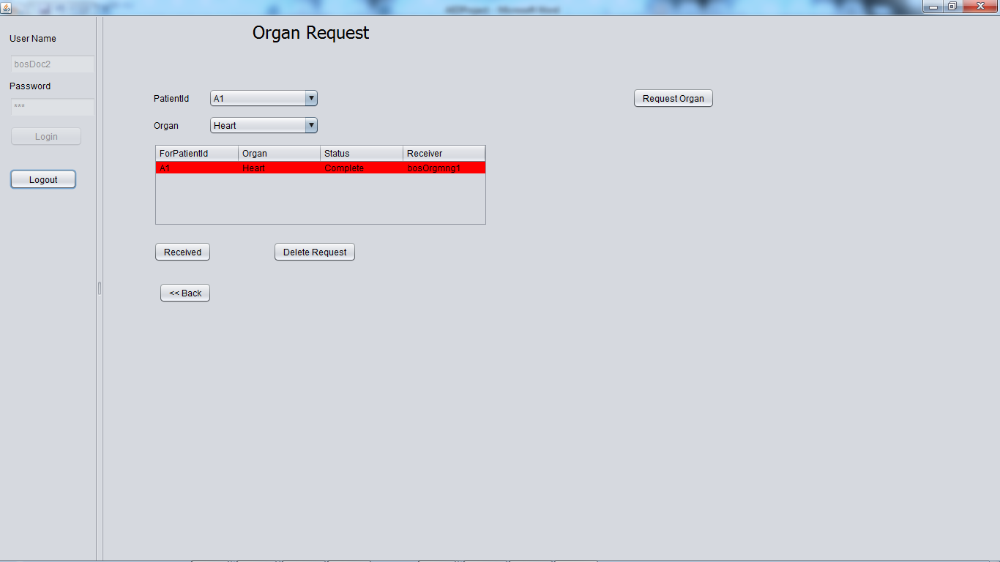 Organ Request
User Name
bosDoc2
Password
***
Login
Logout
PatientId A1 Request Organ
Organ Heart
ForPatientId Organ Status Receiver
A1 Heart Complete bosOrgmng1
Received Delete Request
<< Back